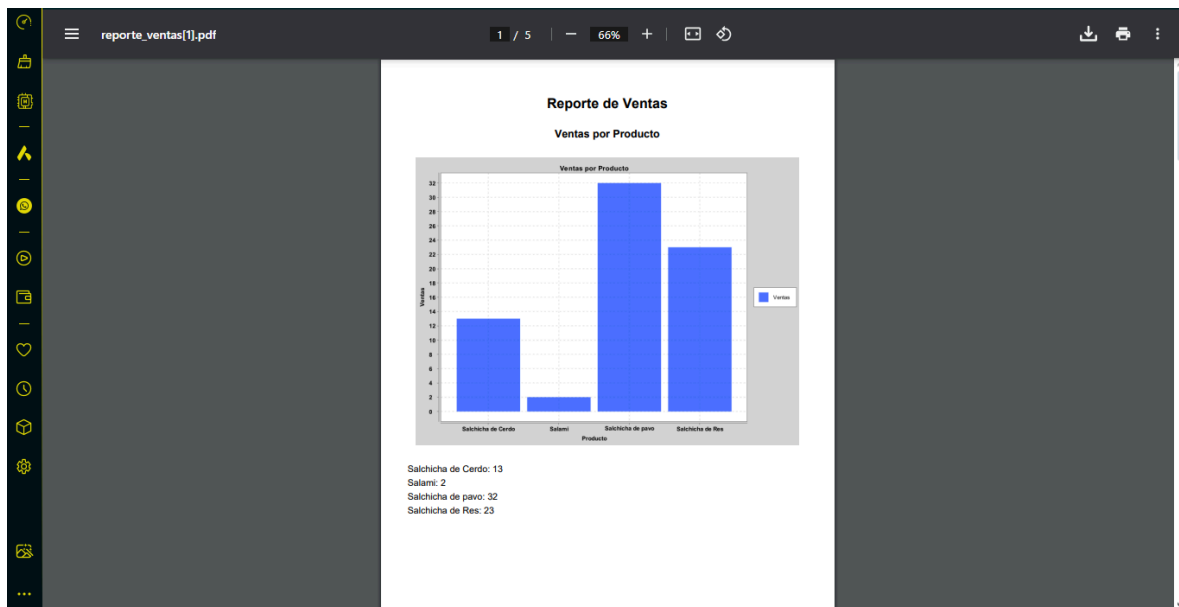 reporte_ventas[1].pdf
1 / 5
66%
Reporte de Ventas
Ventas por Producto
Ventas por Producto
32
30
28
26
24
22
20
18
16
14
12
10
8
6
4
2
0
Ventas
Ventas
Salchicha de Cerdo Salami Salchicha de pavo Salchicha de Res
Producto
Salchicha de Cerdo: 13
Salami: 2
Salchicha de pavo: 32
Salchicha de Res: 23